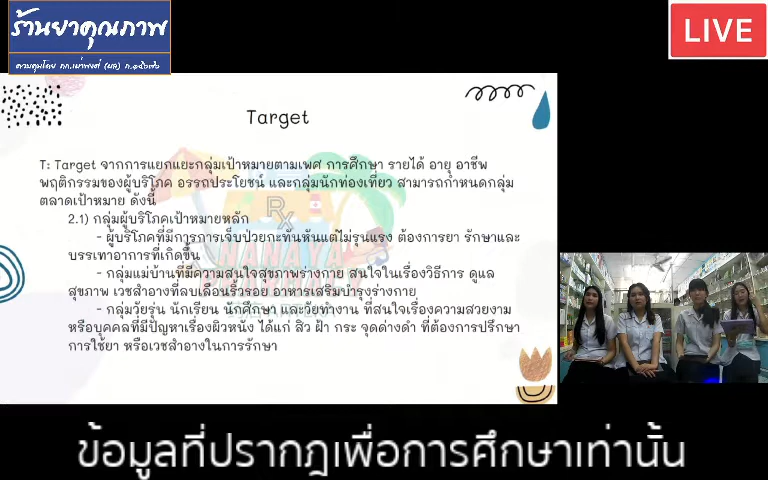 ร้านยาคุณภาพ
LIVE
Target
T: Target จากการแยกแยะกลุ่มเป้าหมายตามเพศ การศึกษา รายได้ อายุ อาชีพ
พฤติกรรมของผู้บริโภค อรรถประโยชน์ และกลุ่มนักท่องเที่ยว สามารถกำหนดกลุ่ม
ตลาดเป้าหมาย ดังนี้
2.1) กลุ่มผู้บริโภคเป้าหมายหลัก
- ผู้บริโภคที่มีการการเจ็บป่วยกะทันหันแต่ไม่รุนแรง ต้องการยา รักษาและ
บรรเทาอาการที่เกิดขึ้น
- กลุ่มแม่บ้านที่มีความสนใจสุขภาพร่างกาย สนใจในเรื่องวิธีการ ดูแล
สุขภาพ เวชสำอางที่ลบเลือนริ้วรอย อาหารเสริมบำรุงร่างกาย
- กลุ่มวัยรุ่น นักเรียน นักศึกษา และวัยทำงาน ที่สนใจเรื่องความสวยงาม
หรือบุคคลที่มีปัญหาเรื่องผิวหนัง ได้แก่ สิว ฝ้า กระ จุดด่างดำ ที่ต้องการปรึกษา
การใช้ยา หรือเวชสำอางในการรักษา
ข้อมูลที่ปรากฎเพื่อการศึกษาเท่านั้น